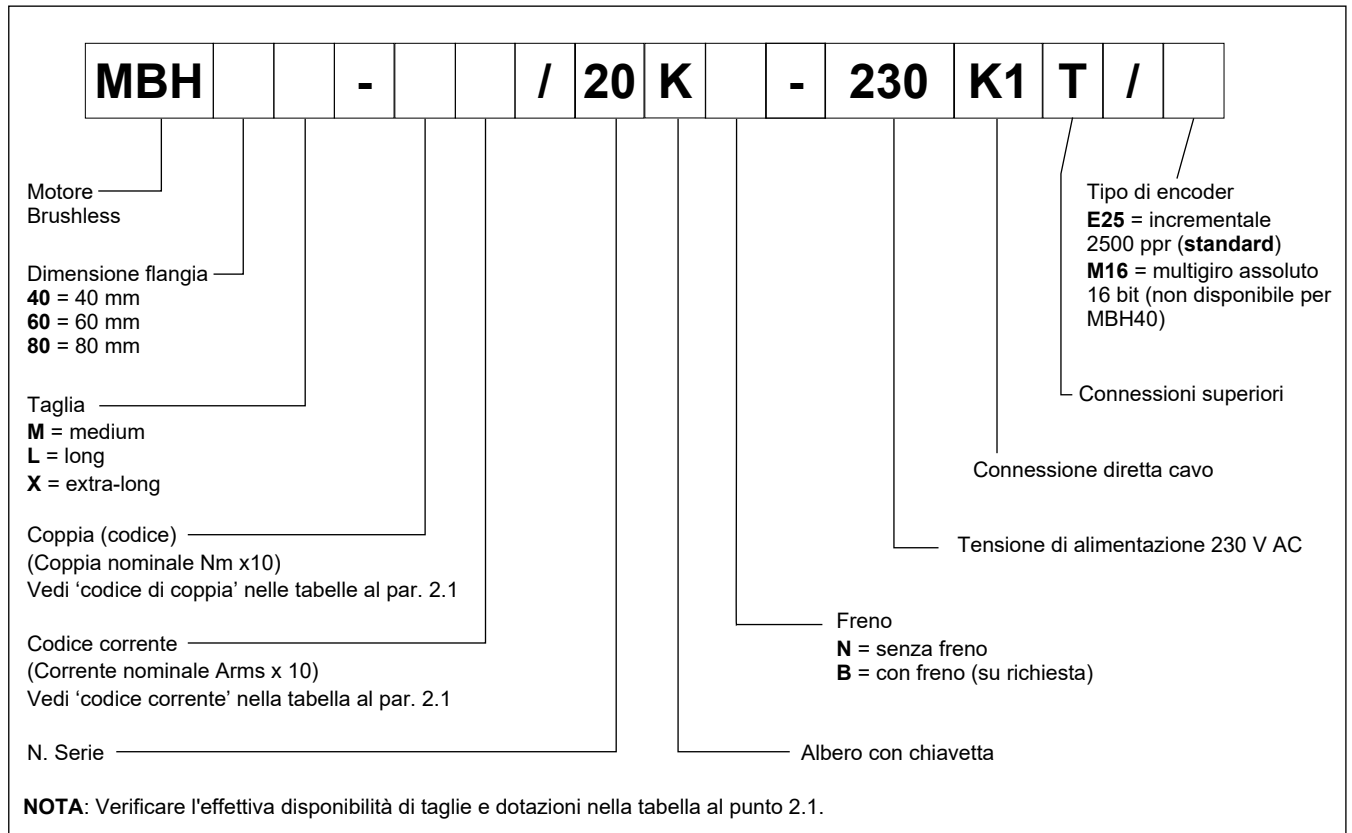 MBH - / 20 K - 230 K1 T /
Motore
Brushless
Dimensione flangia
40 = 40 mm
60 = 60 mm
80 = 80 mm
Taglia
M = medium
L = long
X = extra-long
Coppia (codice)
(Coppia nominale Nm x10)
Vedi ‘codice di coppia’ nelle tabelle al par. 2.1
Codice corrente
(Corrente nominale Arms x 10)
Vedi ‘codice corrente’ nella tabella al par. 2.1
N. Serie
Tipo di encoder
E25 = incrementale
2500 ppr (standard)
M16 = multigiro assoluto
16 bit (non disponibile per
MBH40)
Connessioni superiori
Connessione diretta cavo
Tensione di alimentazione 230 V AC
Freno
N = senza freno
B = con freno (su richiesta)
Albero con chiavetta
NOTA: Verificare l'effettiva disponibilità di taglie e dotazioni nella tabella al punto 2.1.